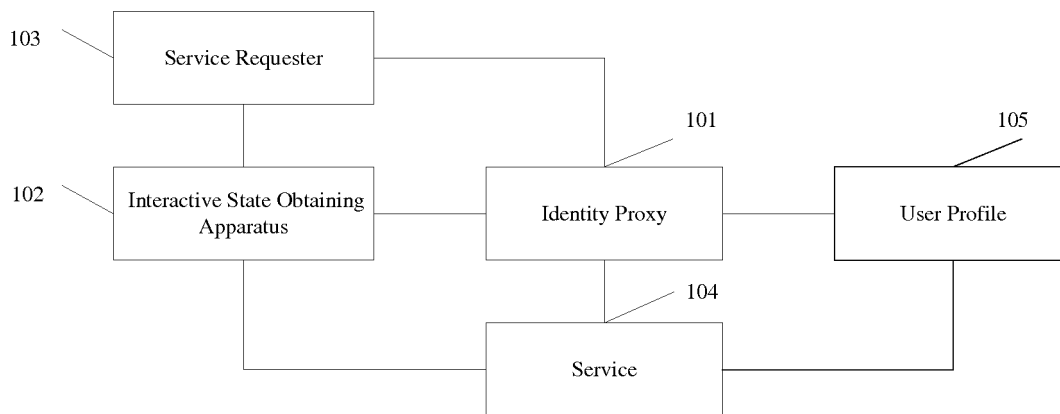 103
Service Requester
101
105
102
Interactive State Obtaining
Apparatus
Identity Proxy
User Profile
104
Service